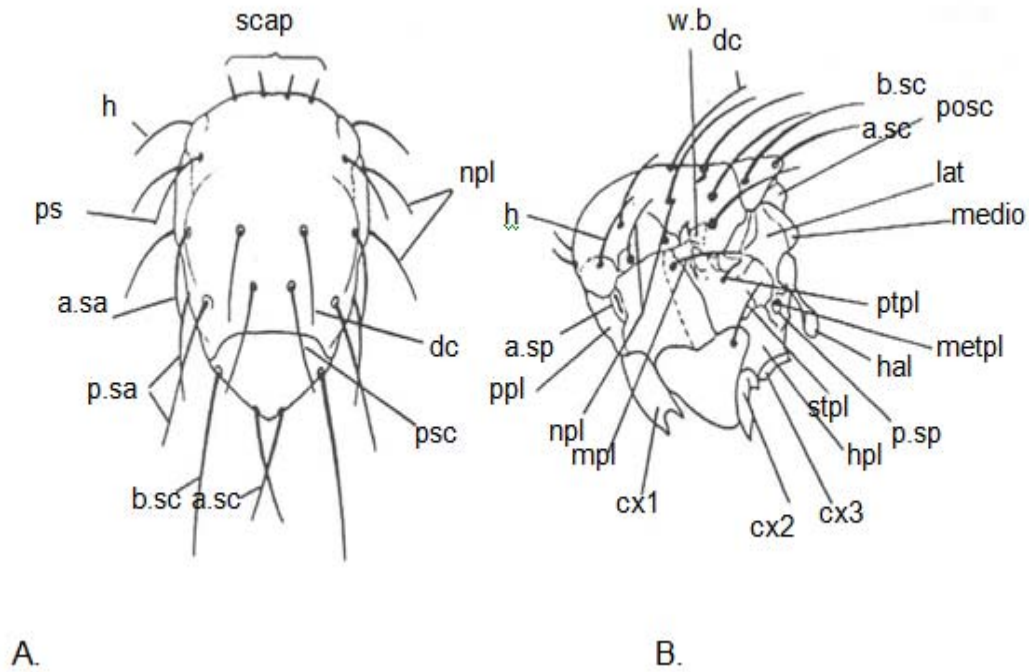 scap
h
npl
ps
a.sa
dc
p.sa
psc
b.sc a.sc
w.b
dc
b.sc
posc
a.sc
lat
h
medio
ptpl
a.sp
metpl
hal
ppl
stpl
p.sp
npl
hpl
mpl
cx1
cx3
cx2
A.
B.